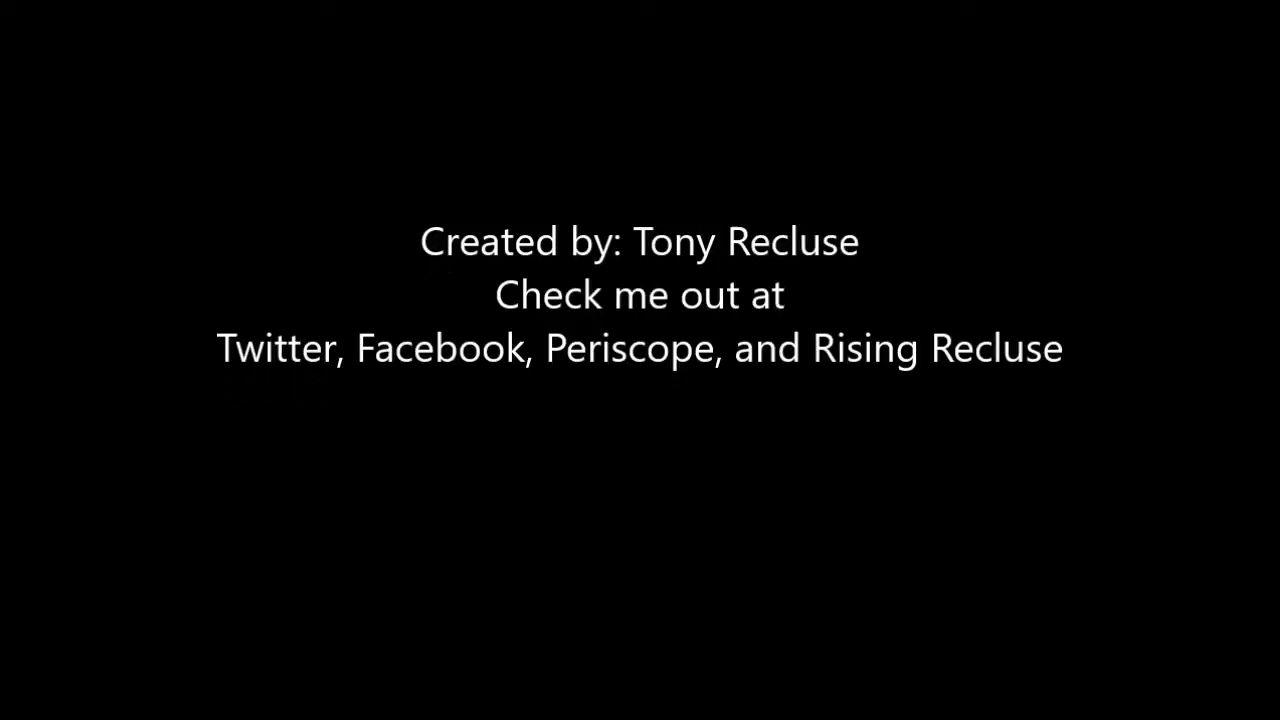 Created by: Tony Recluse
Check me out at
Twitter, Facebook, Periscope, and Rising Recluse